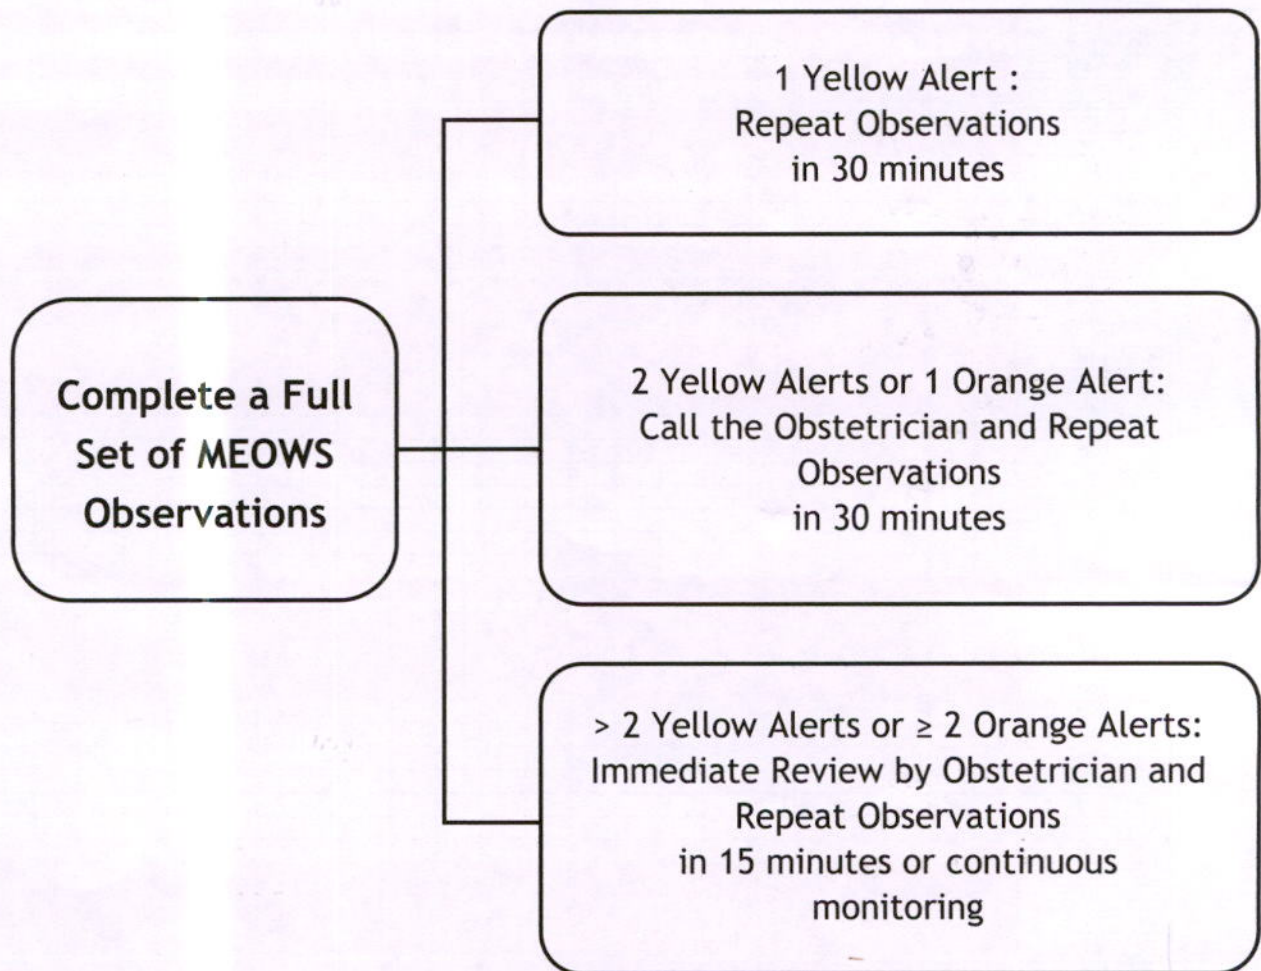 Complete a Full
Set of MEOWS
Observations
1 Yellow Alert :
Repeat Observations
in 30 minutes
2 Yellow Alerts or 1 Orange Alert:
Call the Obstetrician and Repeat
Observations
in 30 minutes
> 2 Yellow Alerts or ≥ 2 Orange Alerts:
Immediate Review by Obstetrician and
Repeat Observations
in 15 minutes or continuous
monitoring